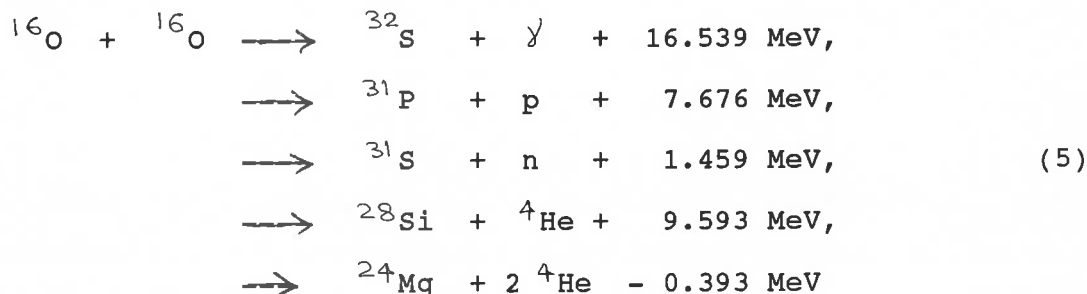 ¹⁶O + ¹⁶O ⟶ ³²S + γ + 16.539 MeV,
⟶ ³¹P + p + 7.676 MeV,
⟶ ³¹S + n + 1.459 MeV, (5)
⟶ ²⁸Si + ⁴He + 9.593 MeV,
⟶ ²⁴Mg + 2 ⁴He - 0.393 MeV